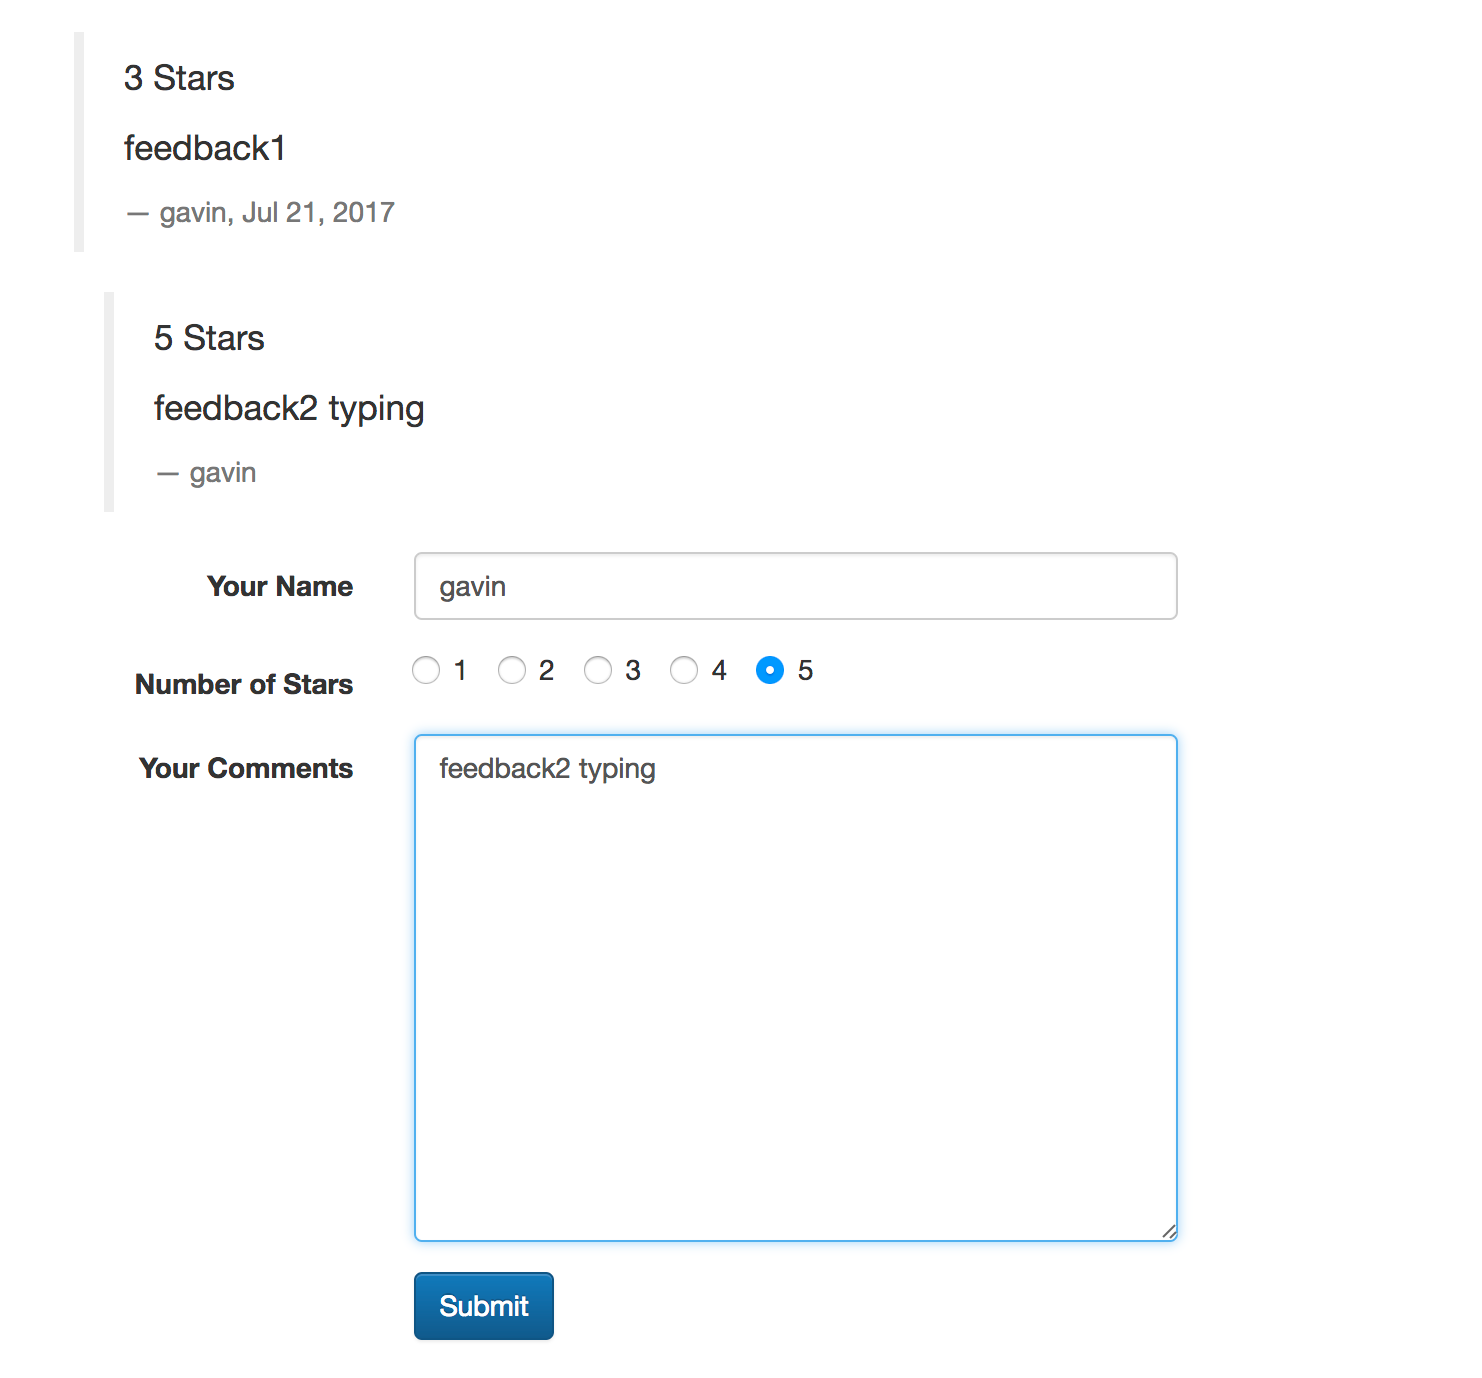 3 Stars
feedback1
— gavin, Jul 21, 2017
5 Stars
feedback2 typing
— gavin
Your Name gavin
Number of Stars 1 2 3 4 5
Your Comments feedback2 typing
Submit